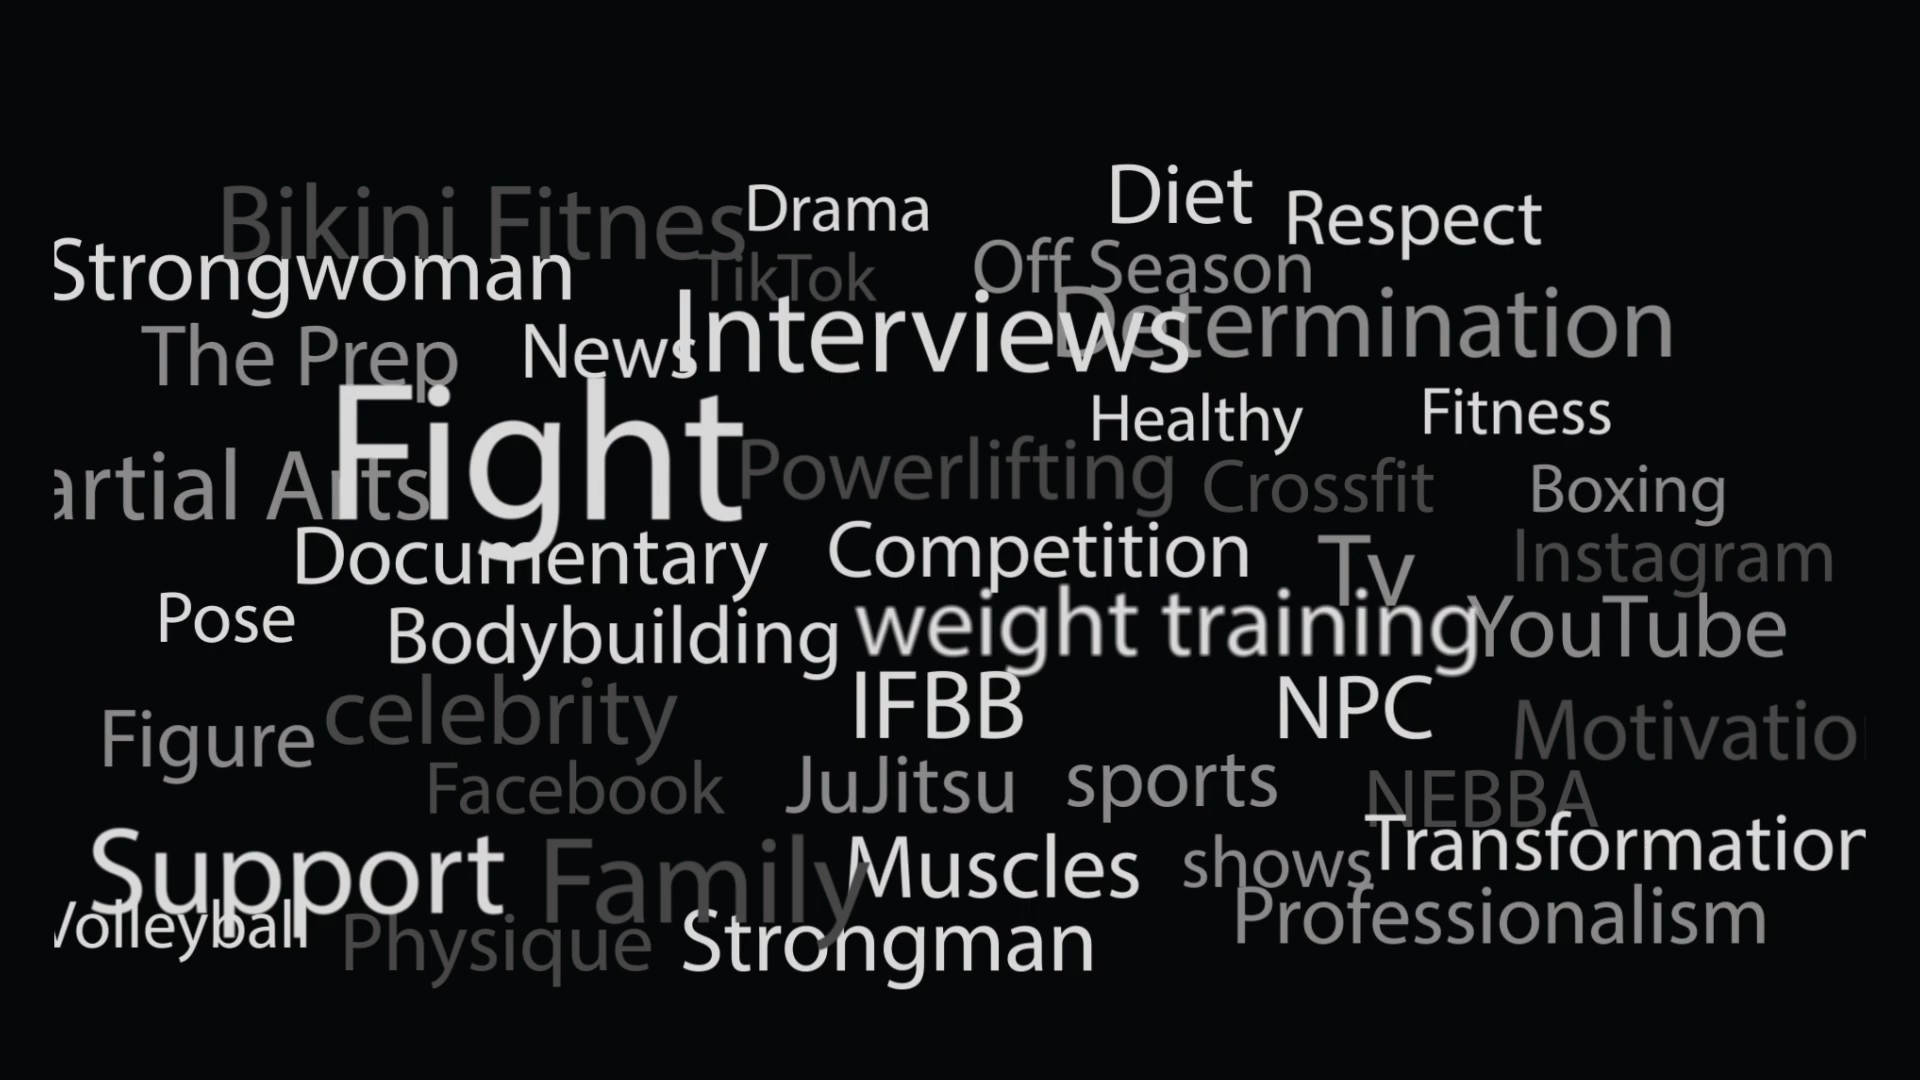 Diet
Bikini Fitnes
Drama
Respect
Strongwoman
TikTok
Off Season
Interviews
Determination
The Prep
News
Healthy
Fitness
Fight
artial Arts
Powerlifting
Crossfit
Boxing
Documentary
Competition
Tv
Instagram
Pose
Bodybuilding
weight training
YouTube
IFBB
NPC
Figure
celebrity
Motivatio
Facebook
JuJitsu
sports
NEBBA
Support
Family
Muscles
shows
Transformation
Volleyball
Physique
Strongman
Professionalism